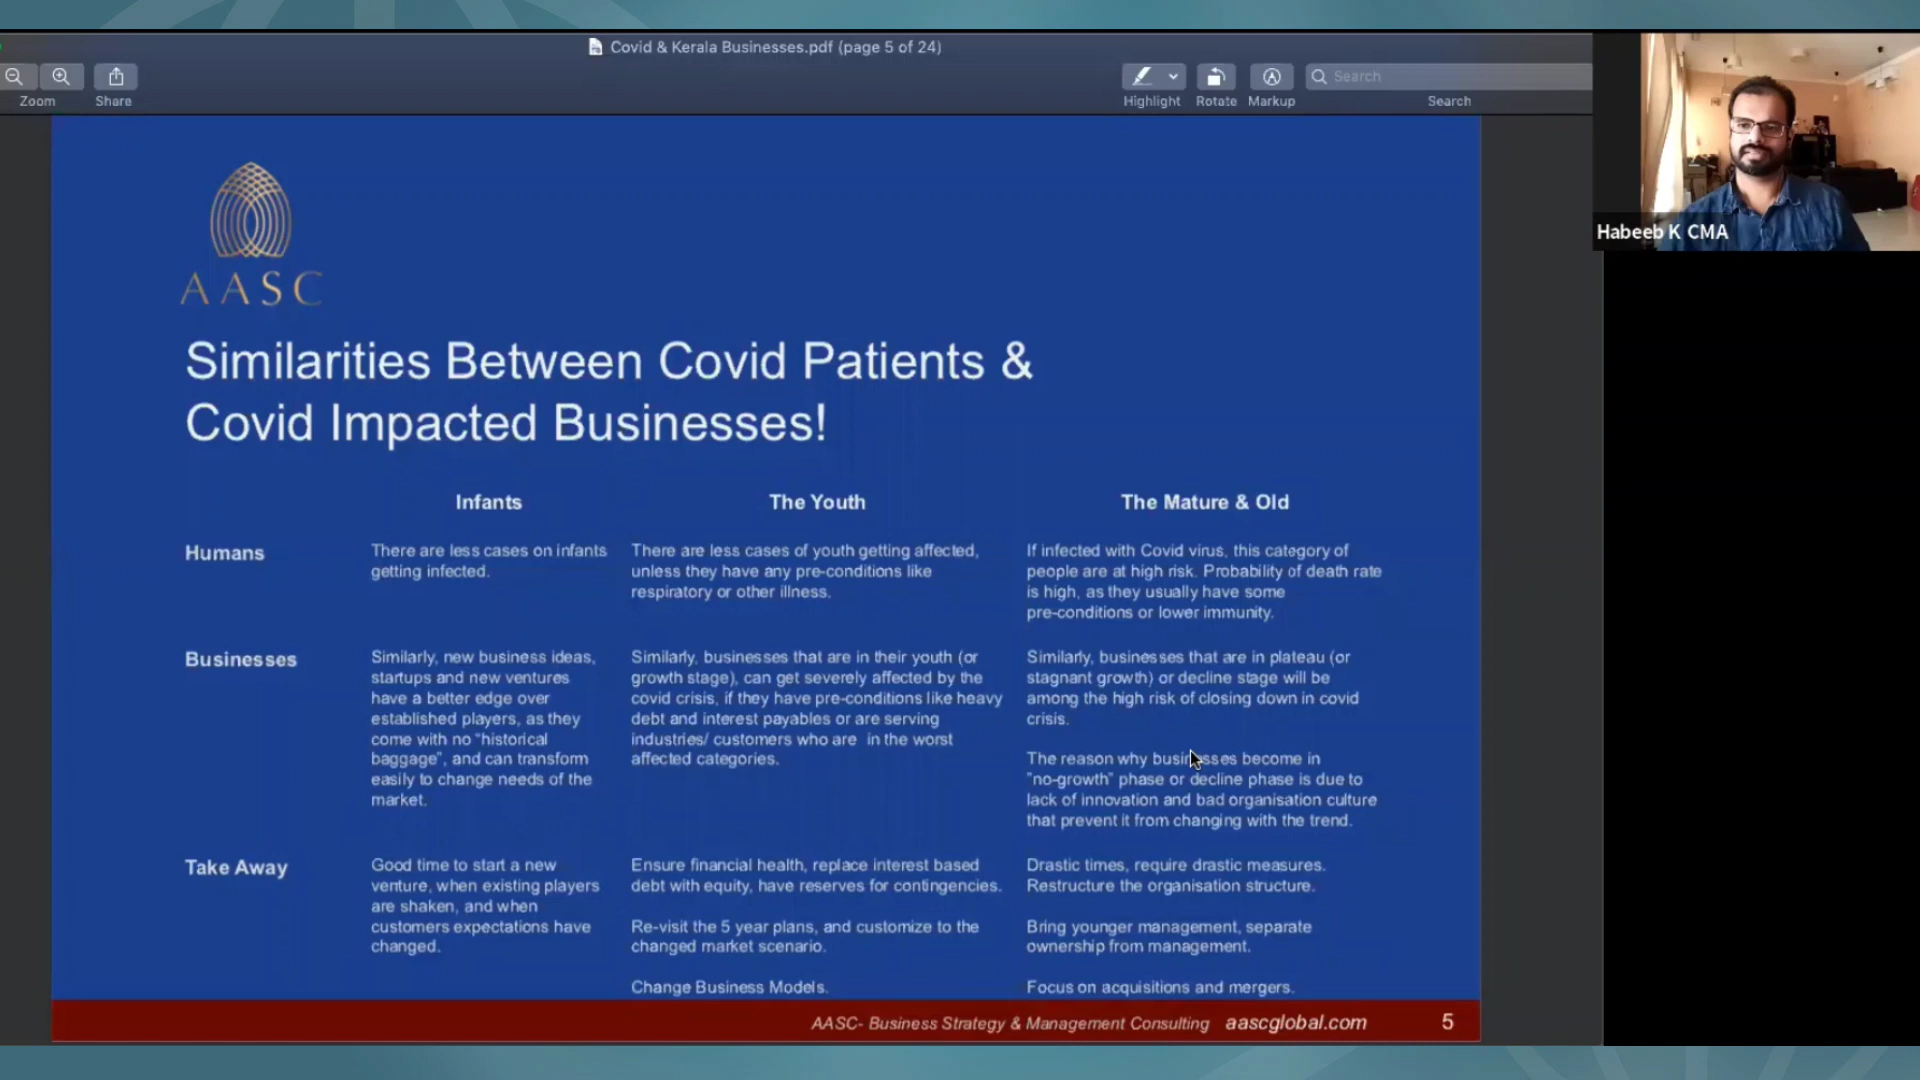 Covid & Kerala Businesses.pdf (page 5 of 24)
Zoom
Share
Highlight
Rotate
Markup
Search
Search
Habeeb K CMA
AASC
Similarities Between Covid Patients &
Covid Impacted Businesses!
Infants
The Youth
The Mature & Old
Humans
There are less cases on infants
getting infected.
There are less cases of youth getting affected,
unless they have any pre-conditions like
respiratory or other illness.
If infected with Covid virus, this category of
people are at high risk. Probability of death rate
is high, as they usually have some
pre-conditions or lower immunity.
Businesses
Similarly, new business ideas,
startups and new ventures
have a better edge over
established players, as they
come with no "historical
baggage", and can transform
easily to change needs of the
market.
Similarly, businesses that are in their youth (or
growth stage), can get severely affected by the
covid crisis, if they have pre-conditions like heavy
debt and interest payables or are serving
industries/ customers who are in the worst
affected categories.
Similarly, businesses that are in plateau (or
stagnant growth) or decline stage will be
among the high risk of closing down in covid
crisis.
The reason why businesses become in
"no-growth" phase or decline phase is due to
lack of innovation and bad organisation culture
that prevent it from changing with the trend.
Take Away
Good time to start a new
venture, when existing players
are shaken, and when
customers expectations have
changed.
Ensure financial health, replace interest based
debt with equity, have reserves for contingencies.
Re-visit the 5 year plans, and customize to the
changed market scenario.
Change Business Models.
Drastic times, require drastic measures.
Restructure the organisation structure.
Bring younger management, separate
ownership from management.
Focus on acquisitions and mergers.
AASC- Business Strategy & Management Consulting aascglobal.com 5